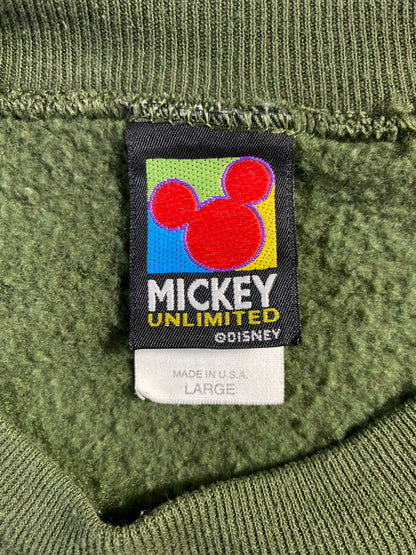 MICKEY
UNLIMITED
©DISNEY
MADE IN U.S.A.
LARGE